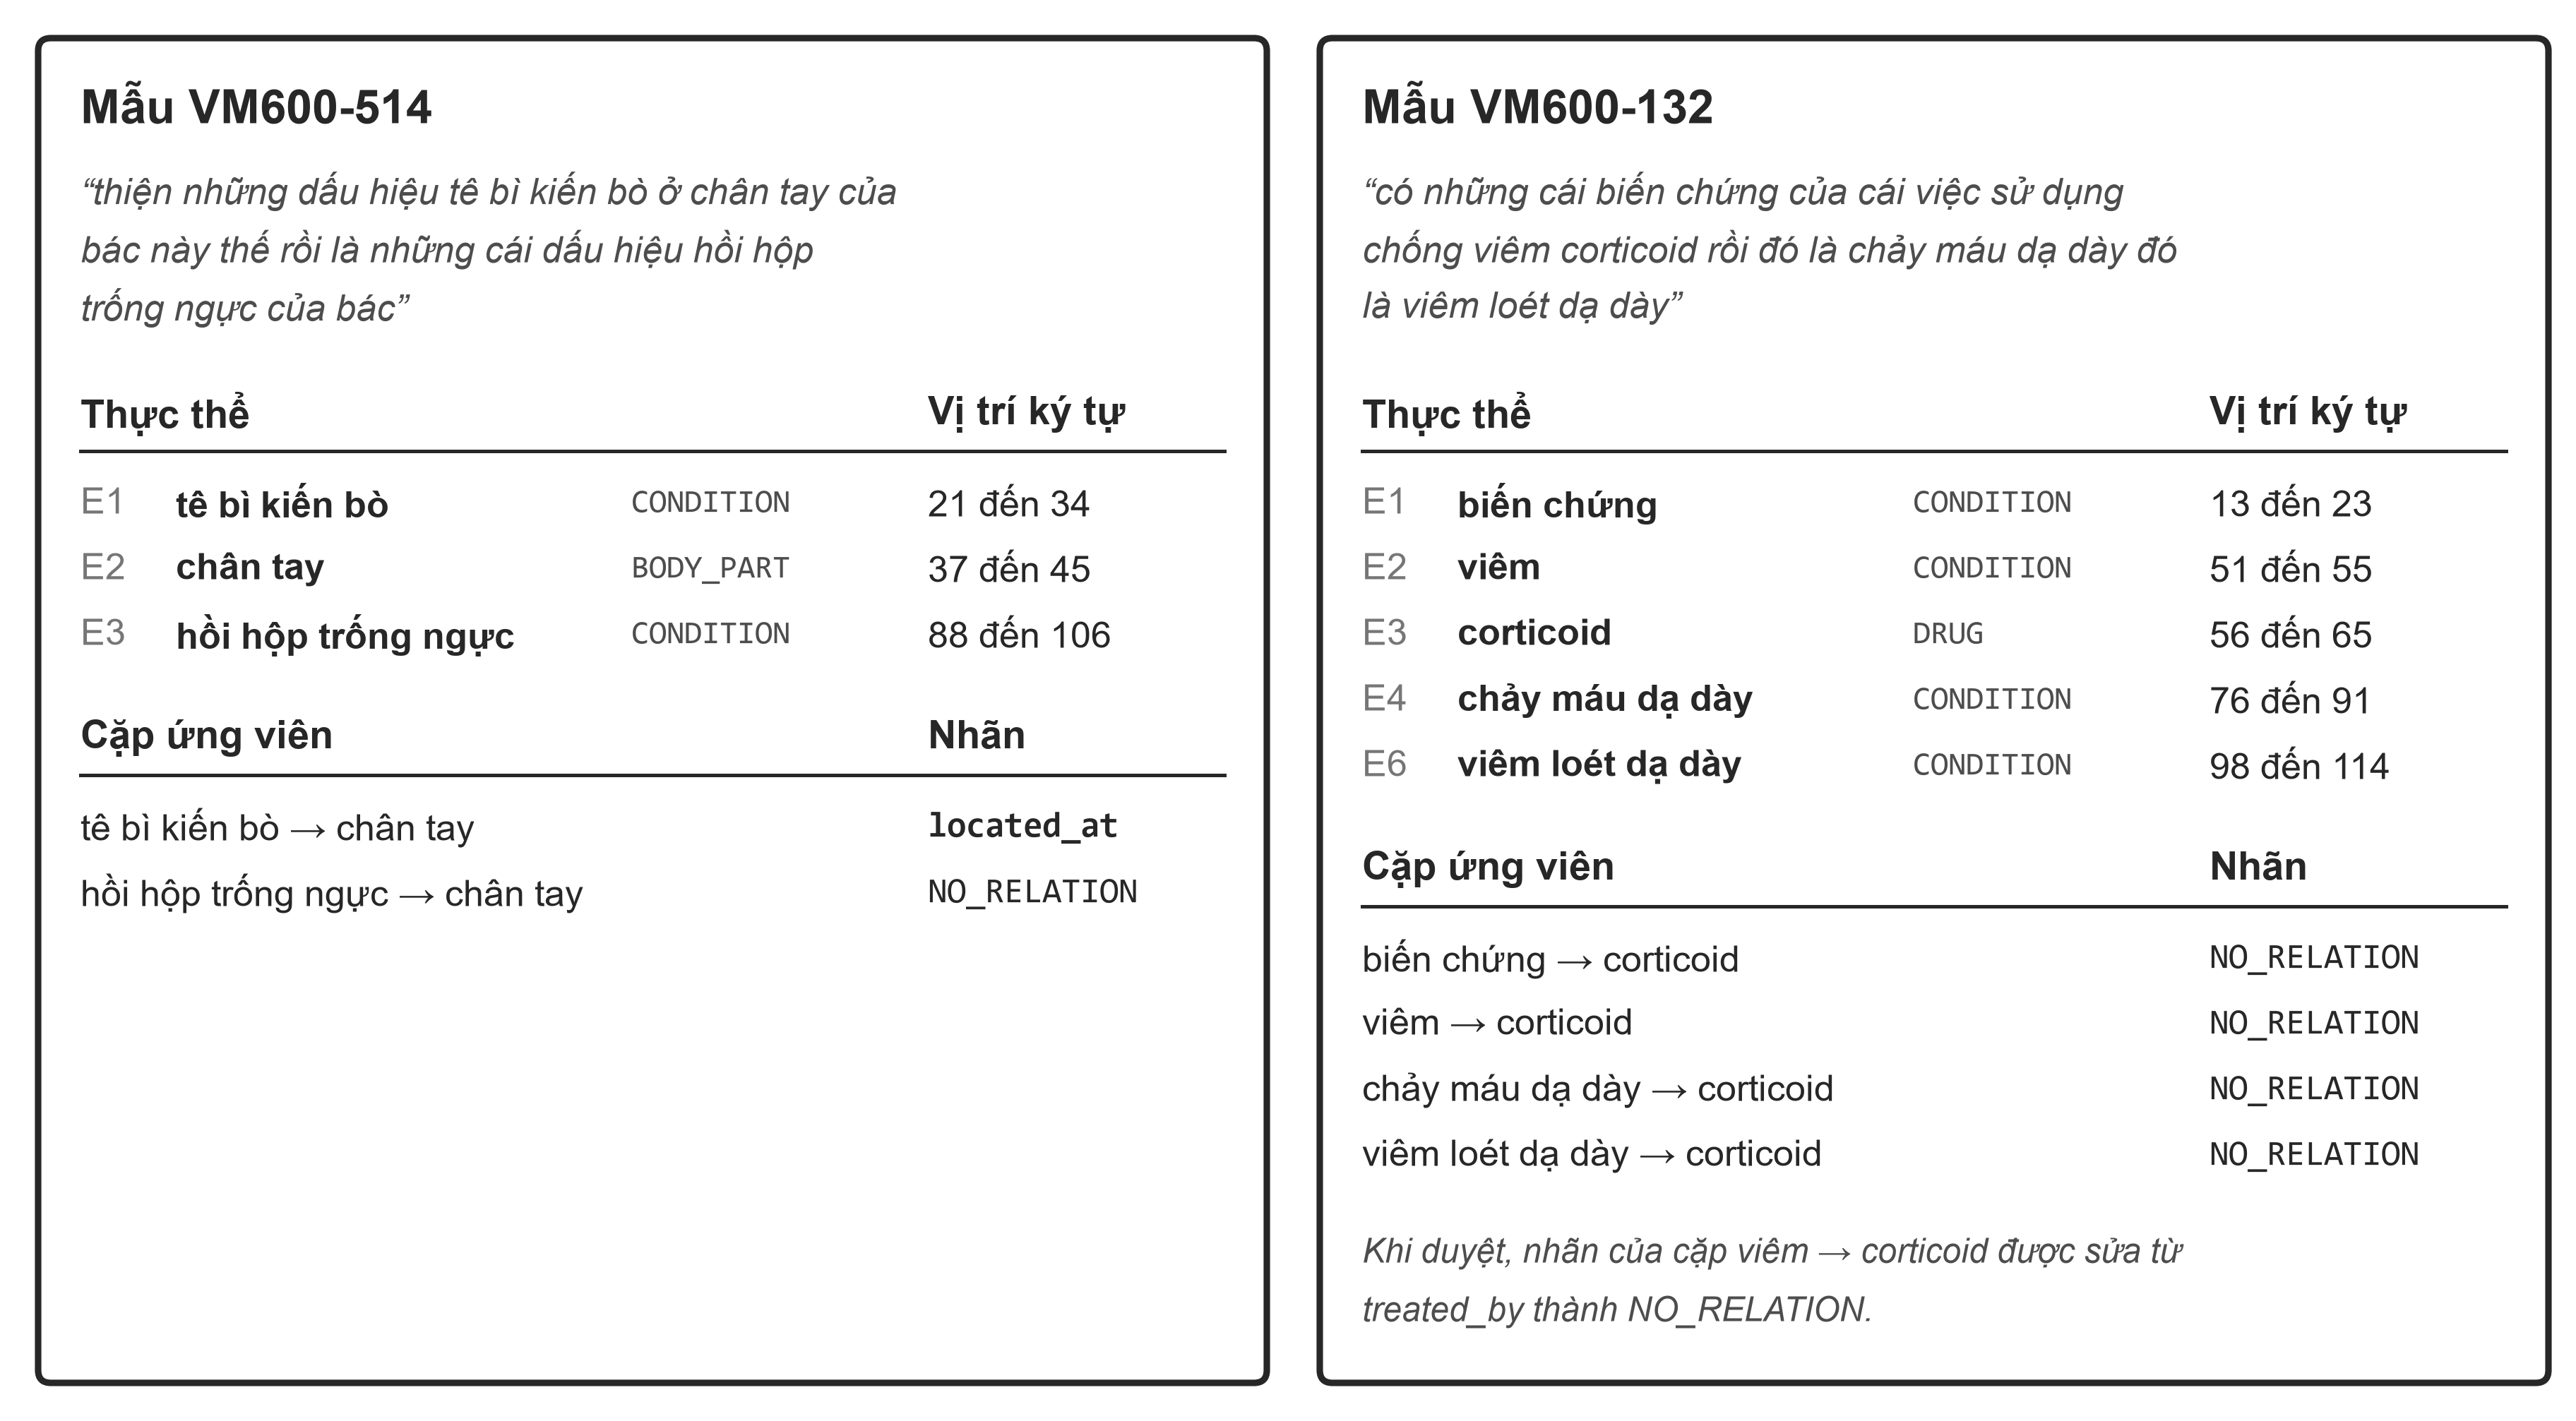 Mẫu VM600-514
“thiện những dấu hiệu tê bì kiến bò ở chân tay của
bác này thế rồi là những cái dấu hiệu hồi hộp
trống ngực của bác”
Thực thể Vị trí ký tự
E1 tê bì kiến bò CONDITION 21 đến 34
E2 chân tay BODY_PART 37 đến 45
E3 hồi hộp trống ngực CONDITION 88 đến 106
Cặp ứng viên Nhãn
tê bì kiến bò → chân tay located_at
hồi hộp trống ngực → chân tay NO_RELATION
Mẫu VM600-132
“có những cái biến chứng của cái việc sử dụng
chống viêm corticoid rồi đó là chảy máu dạ dày đó
là viêm loét dạ dày”
Thực thể Vị trí ký tự
E1 biến chứng CONDITION 13 đến 23
E2 viêm CONDITION 51 đến 55
E3 corticoid DRUG 56 đến 65
E4 chảy máu dạ dày CONDITION 76 đến 91
E6 viêm loét dạ dày CONDITION 98 đến 114
Cặp ứng viên Nhãn
biến chứng → corticoid NO_RELATION
viêm → corticoid NO_RELATION
chảy máu dạ dày → corticoid NO_RELATION
viêm loét dạ dày → corticoid NO_RELATION
Khi duyệt, nhãn của cặp viêm → corticoid được sửa từ
treated_by thành NO_RELATION.